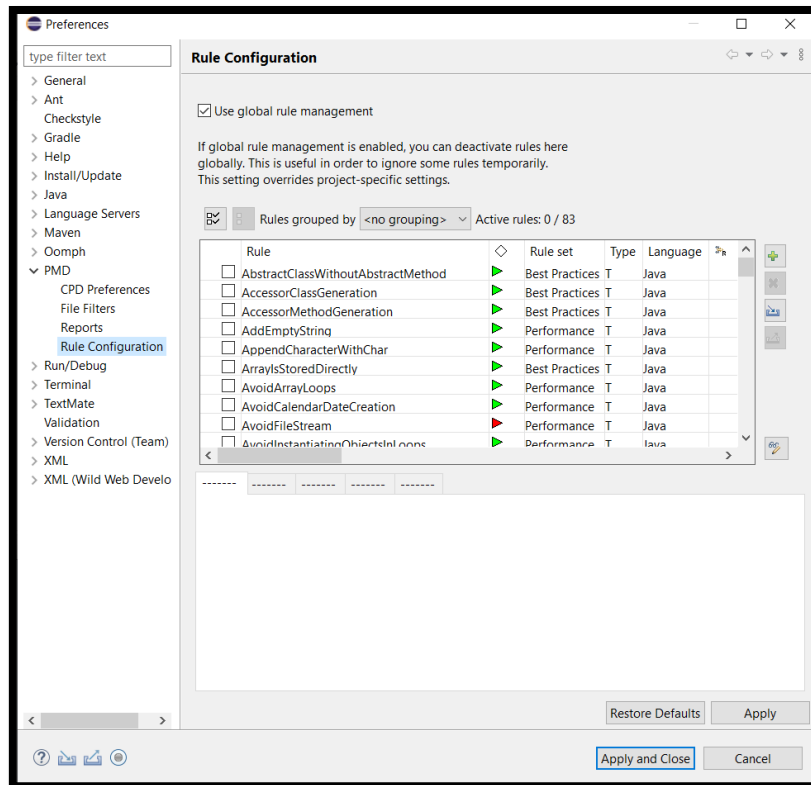 Preferences
type filter text
Rule Configuration
General
Ant
Checkstyle
Gradle
Help
Install/Update
Java
Language Servers
Maven
Oomph
PMD
CPD Preferences
File Filters
Reports
Rule Configuration
Run/Debug
Terminal
TextMate
Validation
Version Control (Team)
XML
XML (Wild Web Develo
Use global rule management
If global rule management is enabled, you can deactivate rules here
globally. This is useful in order to ignore some rules temporarily.
This setting overrides project-specific settings.
Rules grouped by <no grouping> Active rules: 0 / 83
Rule Rule set Type Language
AbstractClassWithoutAbstractMethod Best Practices T Java
AccessorClassGeneration Best Practices T Java
AccessorMethodGeneration Best Practices T Java
AddEmptyString Performance T Java
AppendCharacterWithChar Performance T Java
ArrayIsStoredDirectly Best Practices T Java
AvoidArrayLoops Performance T Java
AvoidCalendarDateCreation Performance T Java
AvoidFileStream Performance T Java
AvoidInstantiatingObjectsInLoops Performance T Java
------- ------- ------- ------- -------
Restore Defaults Apply
Apply and Close Cancel